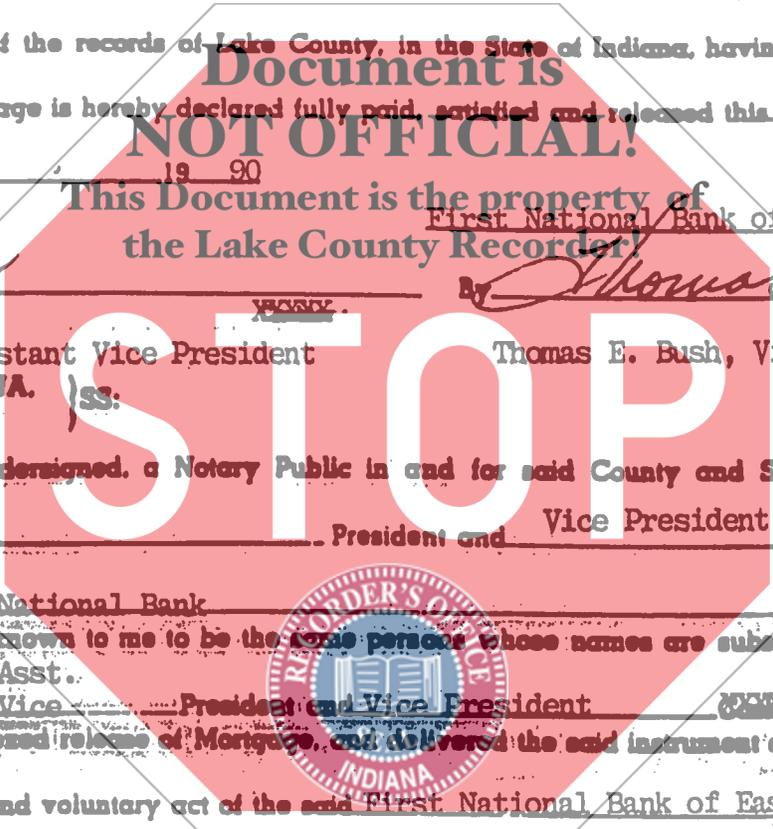 f the records of Lake County, in the State of Indiana, havin
Document is
age is hereby declared fully paid, satisfied and released this
NOT OFFICIAL!
19 90
This Document is the property of
First National Bank of
the Lake County Recorder!
By Thomas
stant Vice President Thomas E. Bush, Vi
NA. )SS:
STOP
dersigned, a Notary Public in and for said County and S
President and Vice President
National Bank
nown to me to be the same persons whose names are subs
RECORDER'S OFFICE
Asst.
Vice President and Vice President
release of Mortgage, and delivered the said instrument
INDIANA
nd voluntary act of the said First National Bank of Eas